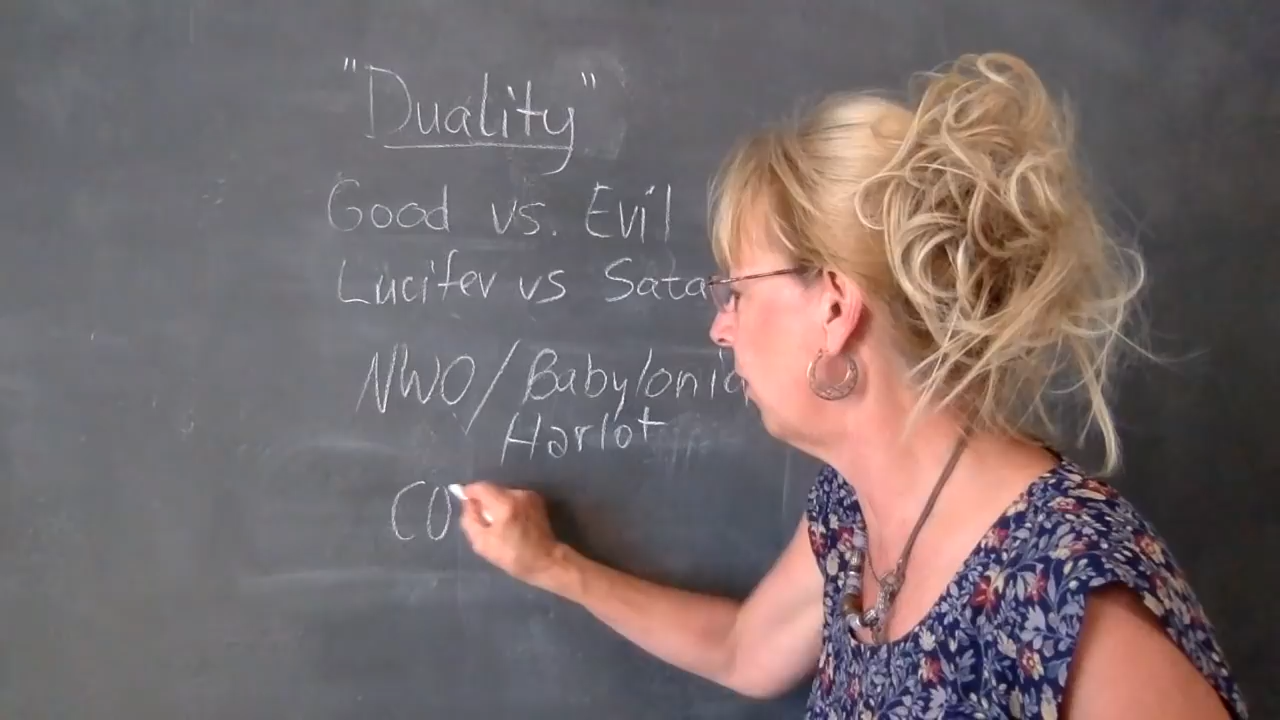 "Duality"
Good vs. Evil
Lucifer vs Sata
NWO/Babylonia
Harlot
CO